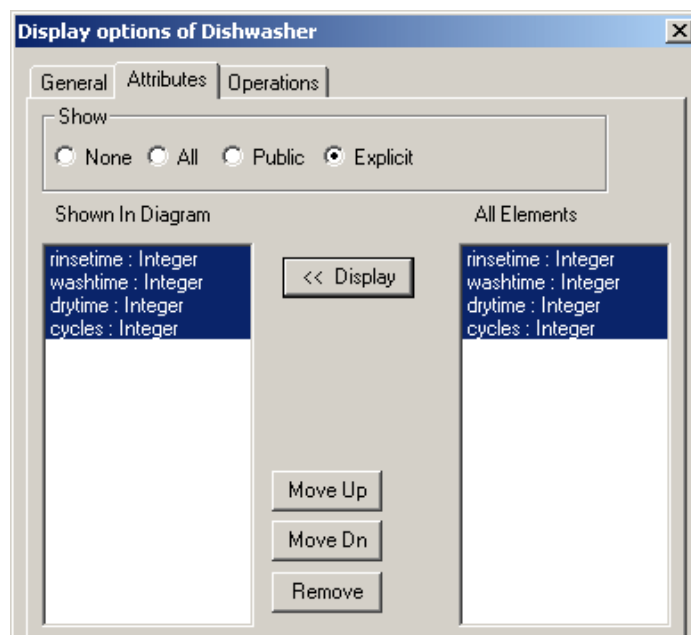 Display options of Dishwasher
General Attributes Operations
Show
None All Public Explicit
Shown In Diagram
All Elements
rinsetime : Integer
washtime : Integer
drytime : Integer
cycles : Integer
<< Display
rinsetime : Integer
washtime : Integer
drytime : Integer
cycles : Integer
Move Up
Move Dn
Remove